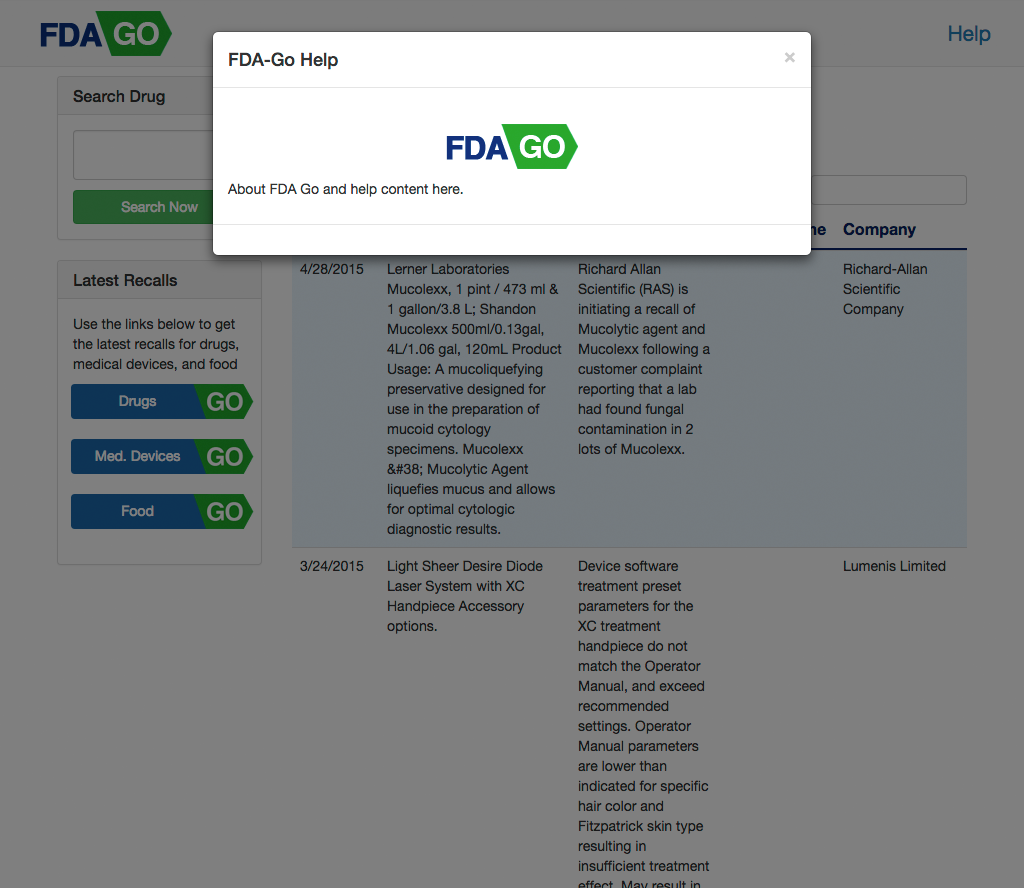 FDA GO
Help
FDA-Go Help
×
FDA GO
About FDA Go and help content here.
Search Drug
Search Now
Latest Recalls
Use the links below to get
the latest recalls for drugs,
medical devices, and food
Drugs GO
Med. Devices GO
Food GO
Company
4/28/2015
Lerner Laboratories
Mucolexx, 1 pint / 473 ml &
1 gallon/3.8 L; Shandon
Mucolexx 500ml/0.13gal,
4L/1.06 gal, 120mL Product
Usage: A mucoliquefying
preservative designed for
use in the preparation of
mucoid cytology
specimens. Mucolexx
&#38; Mucolytic Agent
liquefies mucus and allows
for optimal cytologic
diagnostic results.
Richard Allan
Scientific (RAS) is
initiating a recall of
Mucolytic agent and
Mucolexx following a
customer complaint
reporting that a lab
had found fungal
contamination in 2
lots of Mucolexx.
Richard-Allan
Scientific
Company
3/24/2015
Light Sheer Desire Diode
Laser System with XC
Handpiece Accessory
options.
Device software
treatment preset
parameters for the
XC treatment
handpiece do not
match the Operator
Manual, and exceed
recommended
settings. Operator
Manual parameters
are lower than
indicated for specific
hair color and
Fitzpatrick skin type
resulting in
insufficient treatment
effect. May result in
Lumenis Limited